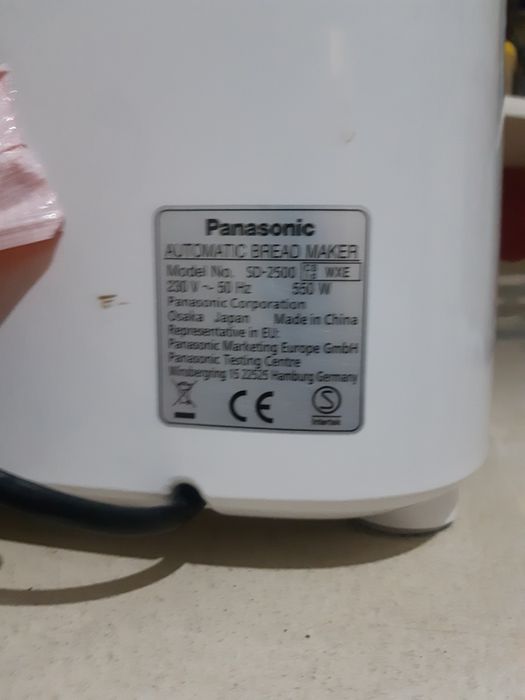 Panasonic
AUTOMATIC BREAD MAKER
Model No. SD-2500 WXE
230 V ~ 50 Hz 550 W
Panasonic Corporation
Osaka Japan Made in China
Representative in EU:
Panasonic Marketing Europe GmbH
Panasonic Testing Centre
Winsbergring 15 22525 Hamburg Germany
CE
S
Intertek